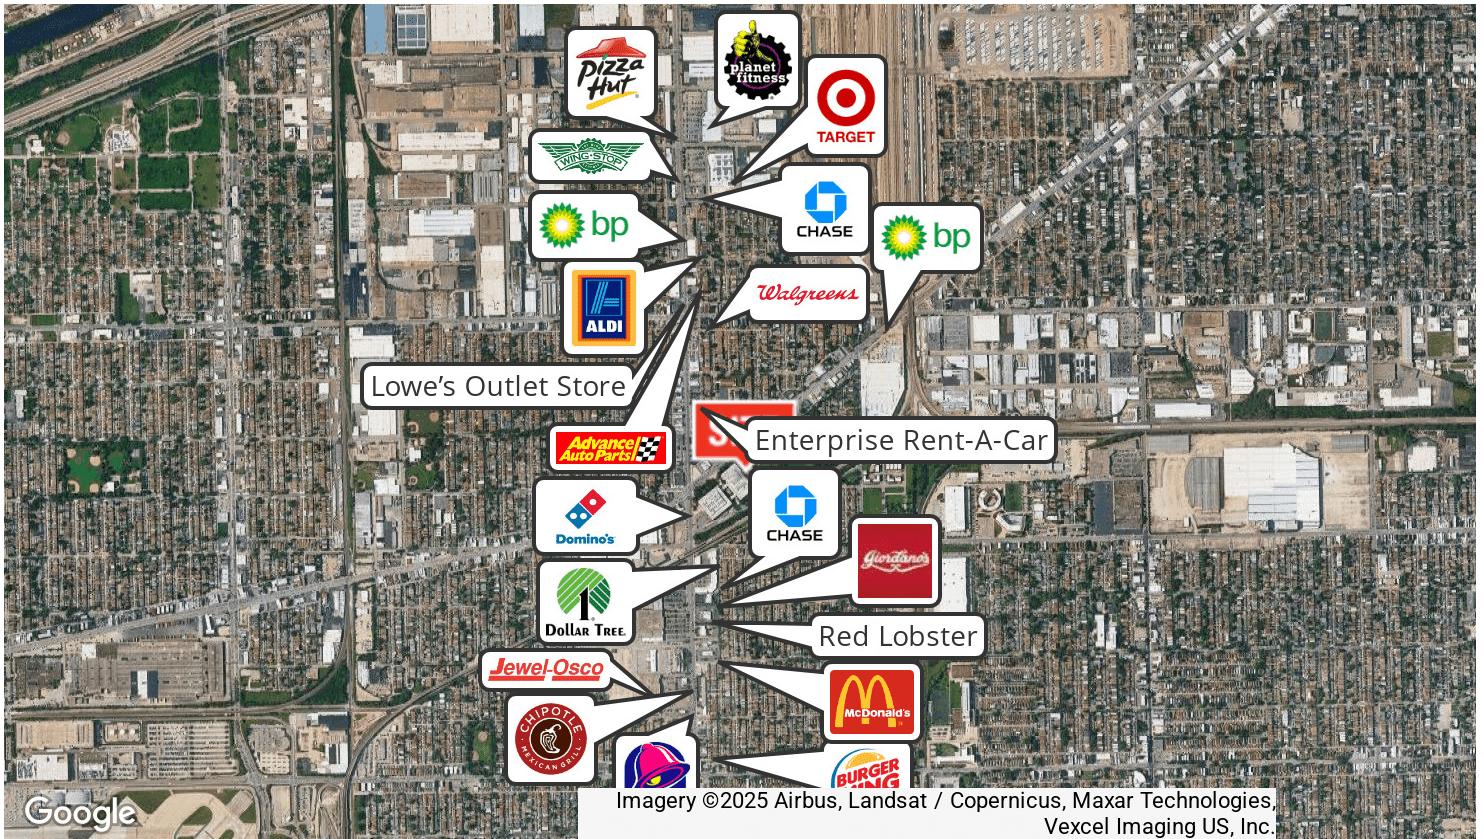 Pizza
Hut
planet
fitness
TARGET
WING STOP
bp
CHASE
bp
ALDI
Walgreens
Lowe's Outlet Store
Advance
Auto Parts
Enterprise Rent-A-Car
Domino's
CHASE
Giordano's
1
DOLLAR TREE
Red Lobster
Jewel-Osco
McDonald's
CHIPOTLE
MEXICAN GRILL
BURGER
KING
Google
Imagery ©2025 Airbus, Landsat / Copernicus, Maxar Technologies,
Vexcel Imaging US, Inc.